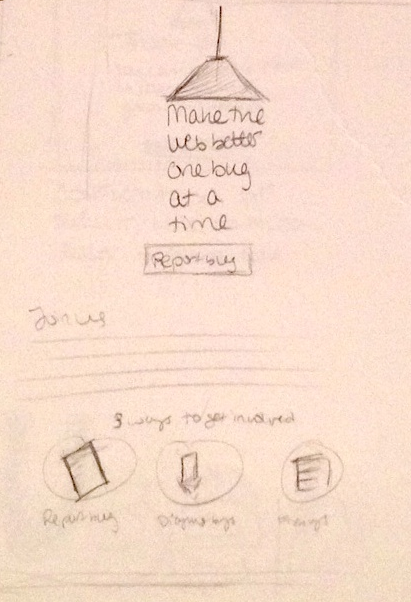 Make the
web better
one bug
at a
time
Report bug
Join us
3 ways to get involved
Report bug
Diagnose bugs